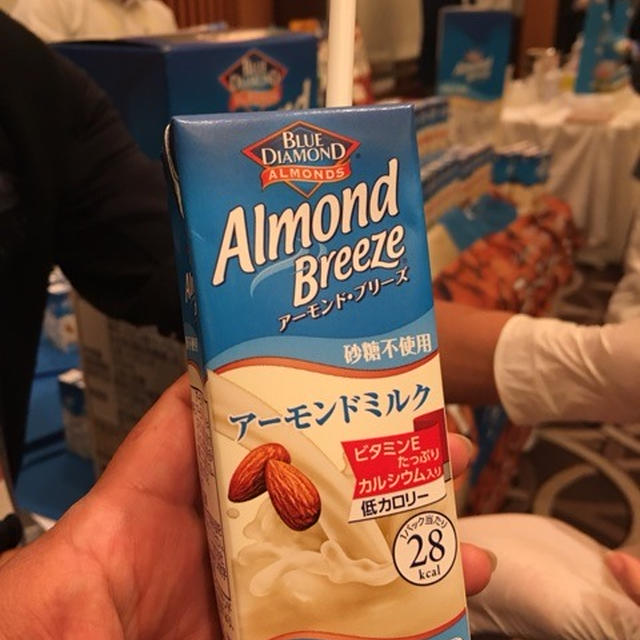 BLUE
DIAMOND
ALMONDS
Almond
Breeze
アーモンド・ブリーズ
砂糖不使用
アーモンドミルク
ビタミンE
たっぷり
カルシウム入り
低カロリー
1パック当たり
28
kcal
BLUE
DIAMOND
Almond